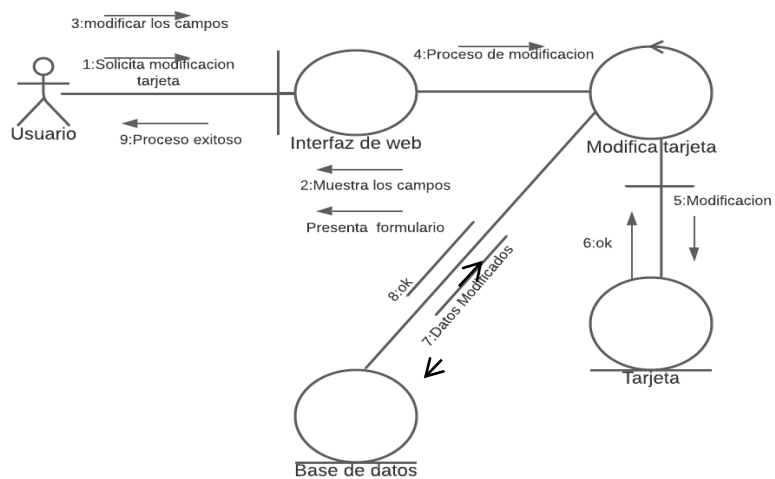 3:modificar los campos
1:Solicita modificacion
tarjeta
Usuario
9:Proceso exitoso
Interfaz de web
4:Proceso de modificacion
Modifica tarjeta
2:Muestra los campos
Presenta formulario
5:Modificacion
6:ok
8:ok
7:Datos Modificados
Tarjeta
Base de datos